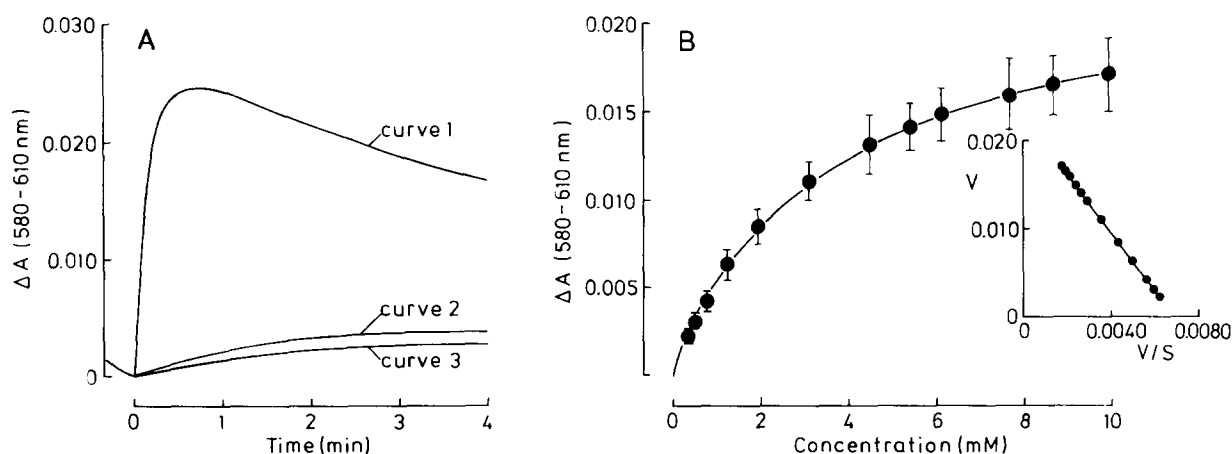 A
0.030
0.020
0.010
0
Δ A (580-610 nm)
curve 1
curve 2
curve 3
0 1 2 3 4
Time (min)
B
0.020
0.015
0.010
0.005
0
Δ A (580-610 nm)
0 2 4 6 8 10
Concentration (mM)
0.020
V
0.010
0
0 0.0040 0.0080
V/S